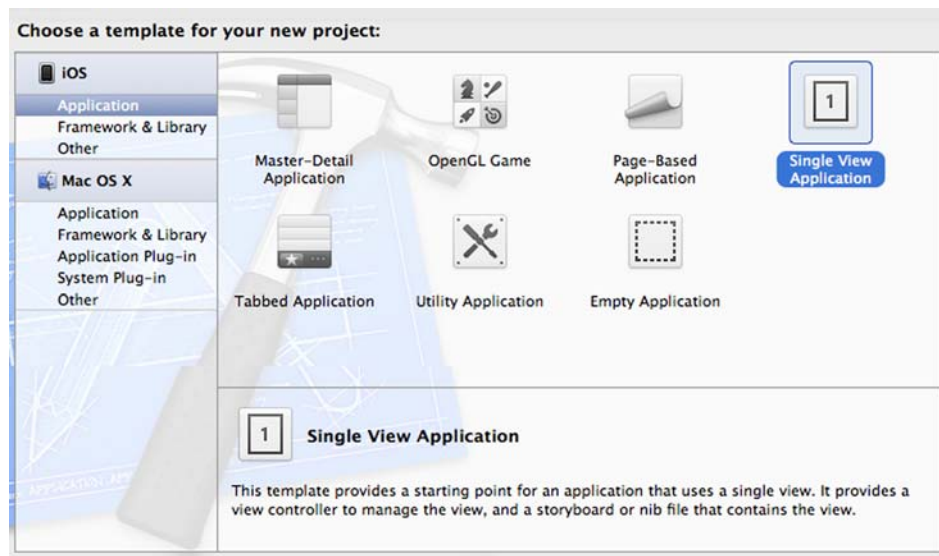 Choose a template for your new project:
iOS
Application
Framework & Library
Other
Mac OS X
Application
Framework & Library
Application Plug-in
System Plug-in
Other
Master-Detail
Application
OpenGL Game
Page-Based
Application
1
Single View
Application
Tabbed Application
Utility Application
Empty Application
1
Single View Application
This template provides a starting point for an application that uses a single view. It provides a
view controller to manage the view, and a storyboard or nib file that contains the view.